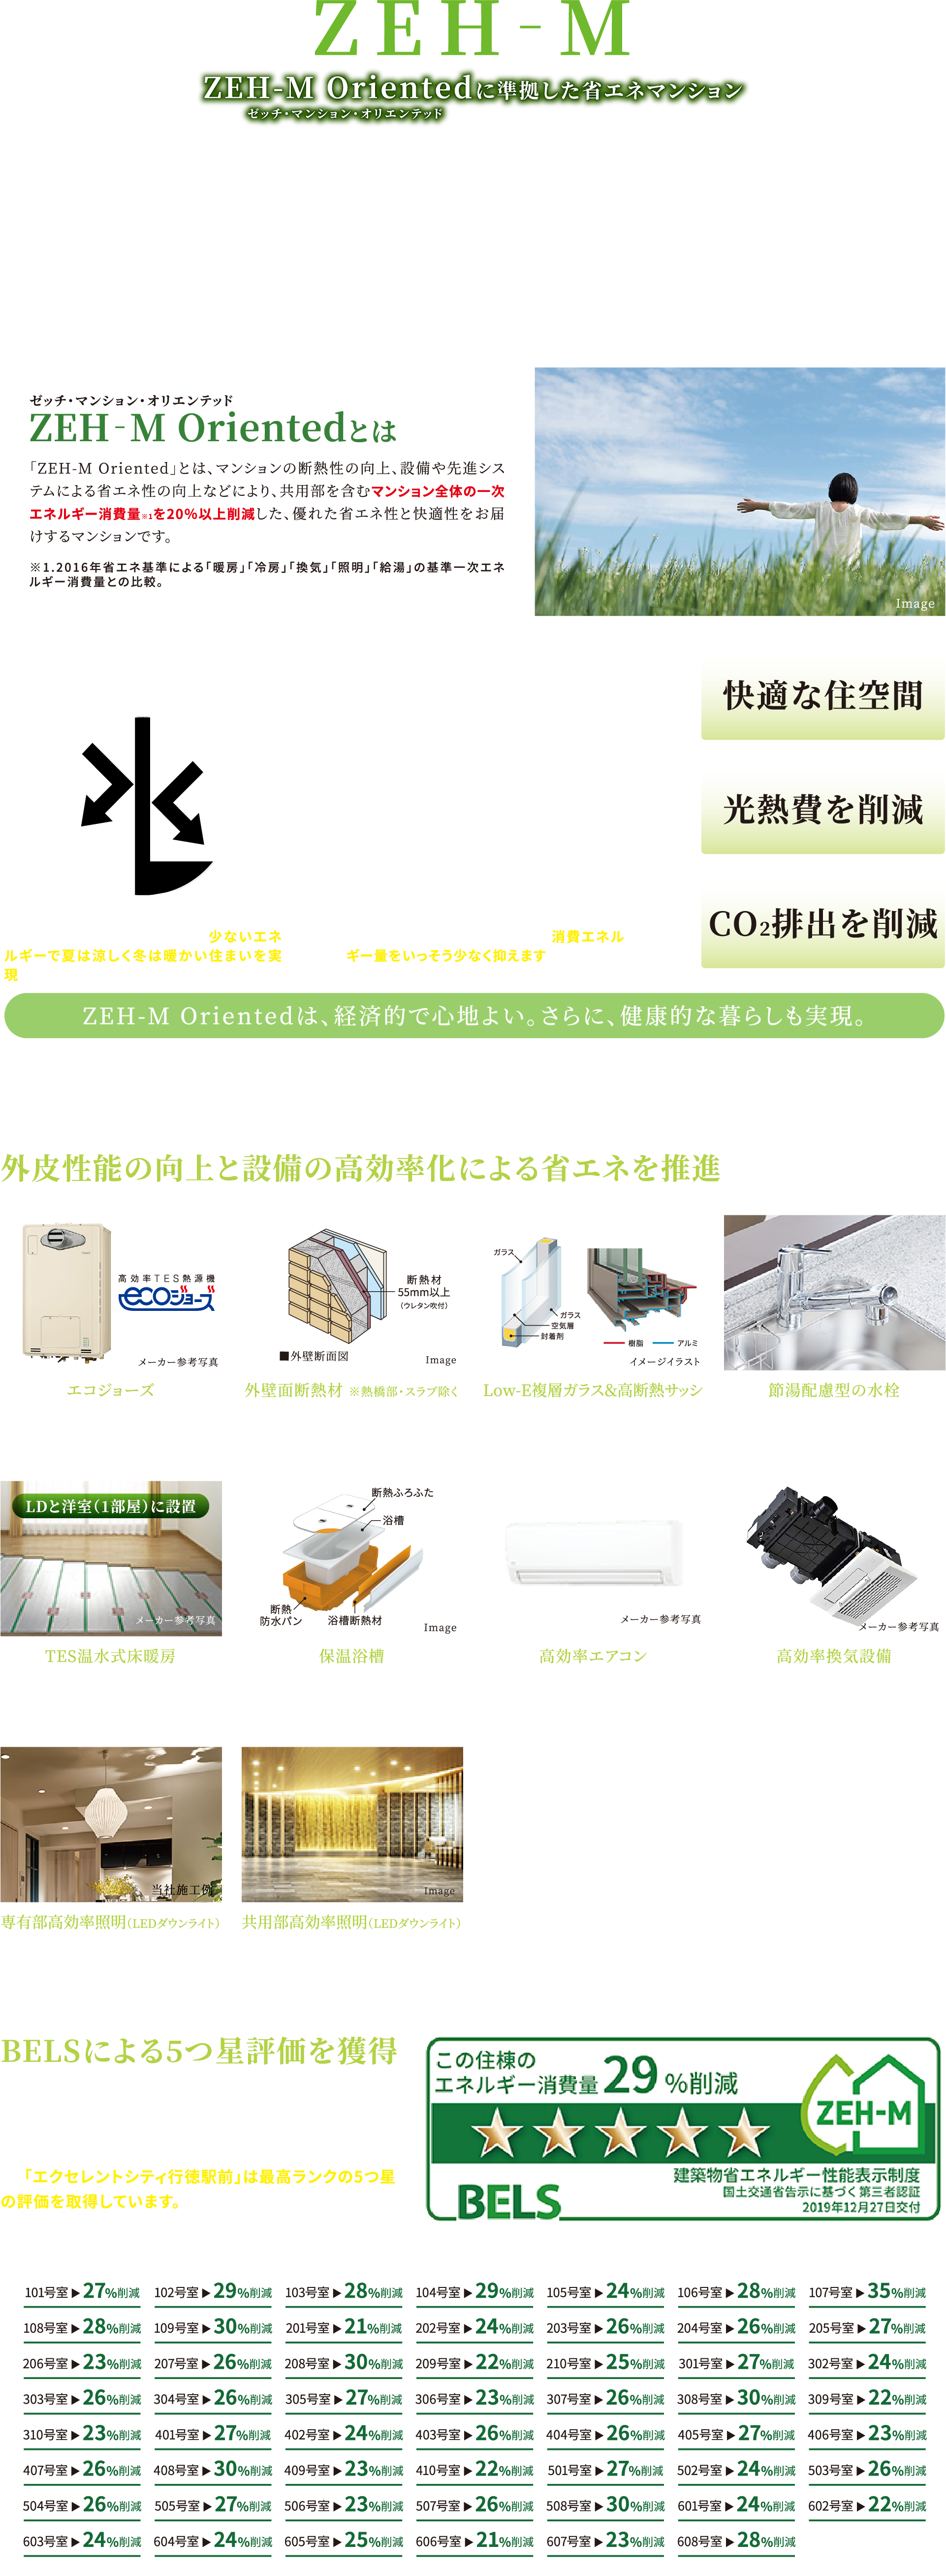 ZEH-M
ZEH-M Orientedに準拠した省エネマンション
ゼッチ・マンション・オリエンテッド
ゼッチ・マンション・オリエンテッド
ZEH-M Orientedとは
「ZEH-M Oriented」とは、マンションの断熱性の向上、設備や先進シス
テムによる省エネ性の向上などにより、共用部を含むマンション全体の一次
エネルギー消費量※1を20%以上削減した、優れた省エネ性と快適性をお届
けするマンションです。
※1.2016年省エネ基準による「暖房」「冷房」「換気」「照明」「給湯」の基準一次エネ
ルギー消費量との比較。
Image
快適な住空間
光熱費を削減
CO2排出を削減
少ないエネ
ルギーで夏は涼しく冬は暖かい住まいを実
現
消費エネル
ギー量をいっそう少なく抑えます
ZEH-M Orientedは、経済的で心地よい。さらに、健康的な暮らしも実現。
外皮性能の向上と設備の高効率化による省エネを推進
高効率TES熱源機
ecoジョーズ
メーカー参考写真
エコジョーズ
断熱材
55mm以上
(ウレタン吹付)
■外壁断面図
Image
外壁面断熱材 ※熱橋部・スラブ除く
ガラス
ガラス
空気層
封着剤
樹脂
アルミ
イメージイラスト
Low-E複層ガラス&高断熱サッシ
節湯配慮型の水栓
LDと洋室(1部屋)に設置
メーカー参考写真
TES温水式床暖房
断熱ふろふた
浴槽
断熱
防水パン
浴槽断熱材
Image
保温浴槽
メーカー参考写真
高効率エアコン
メーカー参考写真
高効率換気設備
当社施工例
専有部高効率照明(LEDダウンライト)
Image
共用部高効率照明(LEDダウンライト)
BELSによる5つ星評価を獲得
「エクセレントシティ行徳駅前」は最高ランクの5つ星
の評価を取得しています。
この住棟の
エネルギー消費量 29 %削減
ZEH-M
建築物省エネルギー性能表示制度
国土交通省告示に基づく第三者認証
2019年12月27日交付
BELS
101号室▶27%削減 102号室▶29%削減 103号室▶28%削減 104号室▶29%削減 105号室▶24%削減 106号室▶28%削減 107号室▶35%削減
108号室▶28%削減 109号室▶30%削減 201号室▶21%削減 202号室▶24%削減 203号室▶26%削減 204号室▶26%削減 205号室▶27%削減
206号室▶23%削減 207号室▶26%削減 208号室▶30%削減 209号室▶22%削減 210号室▶25%削減 301号室▶27%削減 302号室▶24%削減
303号室▶26%削減 304号室▶26%削減 305号室▶27%削減 306号室▶23%削減 307号室▶26%削減 308号室▶30%削減 309号室▶22%削減
310号室▶23%削減 401号室▶27%削減 402号室▶24%削減 403号室▶26%削減 404号室▶26%削減 405号室▶27%削減 406号室▶23%削減
407号室▶26%削減 408号室▶30%削減 409号室▶23%削減 410号室▶22%削減 501号室▶27%削減 502号室▶24%削減 503号室▶26%削減
504号室▶26%削減 505号室▶27%削減 506号室▶23%削減 507号室▶26%削減 508号室▶30%削減 601号室▶24%削減 602号室▶22%削減
603号室▶24%削減 604号室▶24%削減 605号室▶25%削減 606号室▶21%削減 607号室▶23%削減 608号室▶28%削減